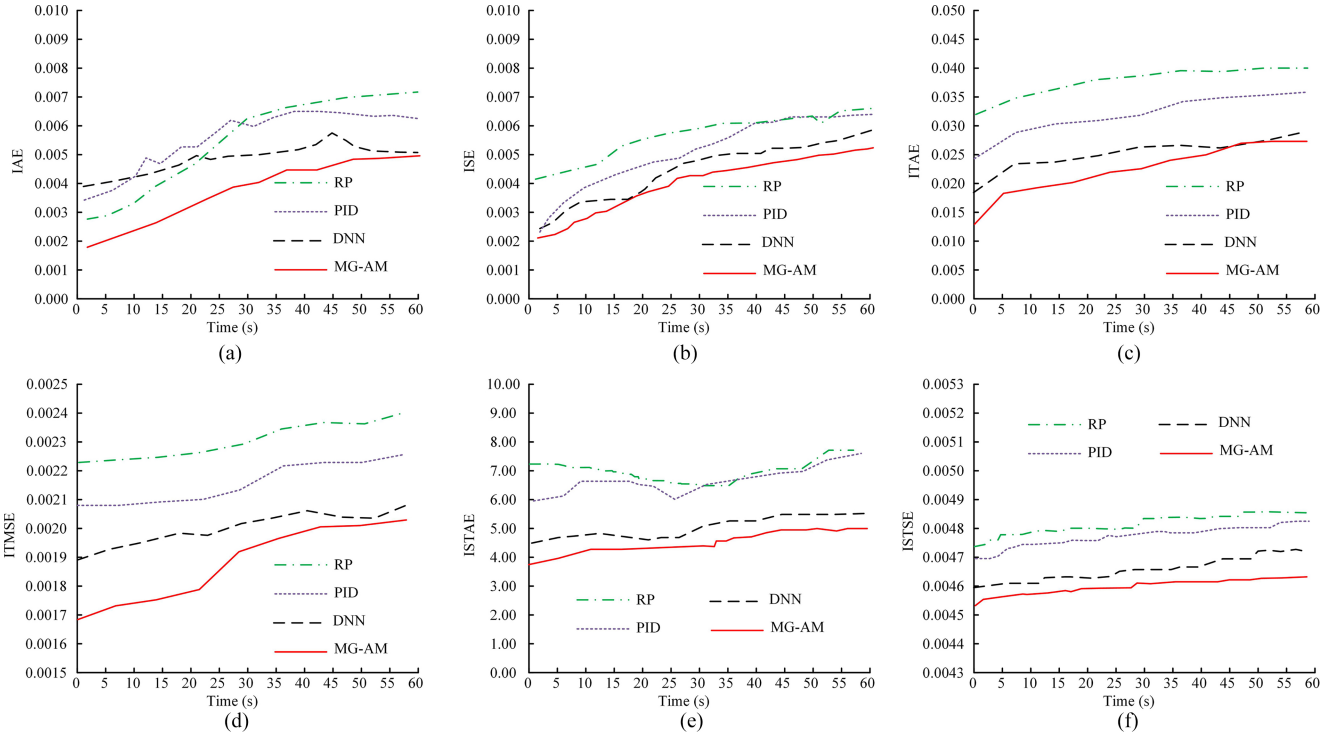 0.010
0.009
0.008
0.007
0.006
0.005
0.004
0.003
0.002
0.001
0.000
IAE
RP
PID
DNN
MG-AM
0 5 10 15 20 25 30 35 40 45 50 55 60
Time (s)
(a)
0.010
0.009
0.008
0.007
0.006
0.005
0.004
0.003
0.002
0.001
0.000
ISE
RP
PID
DNN
MG-AM
0 5 10 15 20 25 30 35 40 45 50 55 60
Time (s)
(b)
0.050
0.040
0.030
0.025
0.020
0.015
0.010
0.050
0.000
ITAE
RP
PID
DNN
MG-AM
0 5 10 15 20 25 30 35 40 45 50 55 60
Time (s)
(c)
0.0025
0.0024
0.0023
0.0022
0.0021
0.0020
0.0019
0.0018
0.0017
0.0016
0.0015
ITMSE
RP
PID
DNN
MG-AM
0 5 10 15 20 25 30 35 40 45 50 55 60
Time (s)
(d)
10.00
9.00
8.00
7.00
6.00
5.00
4.00
3.00
2.00
1.00
0.00
ISTAE
RP DNN
PID MG-AM
0 5 10 15 20 25 30 35 40 45 50 55 60
Time (s)
(e)
0.0053
0.0052
0.0051
0.0050
0.0049
0.0048
0.0047
0.0046
0.0045
0.0044
0.0043
ISTSE
RP DNN
PID MG-AM
0 5 10 15 20 25 30 35 40 45 50 55 60
Time (s)
(f)